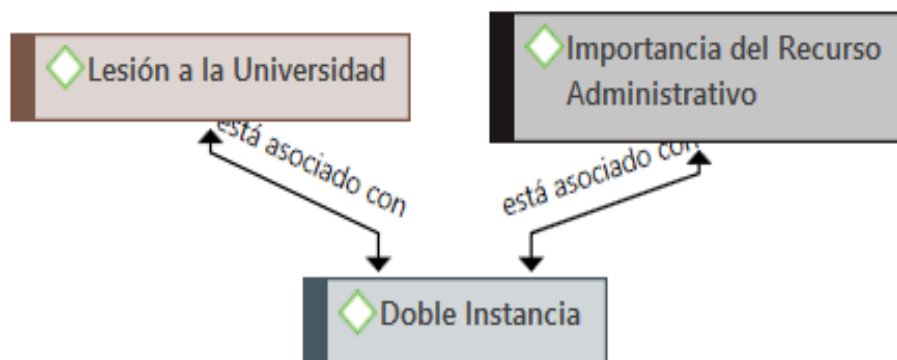 Lesión a la Universidad
Importancia del Recurso
Administrativo
está asociado con
está asociado con
Doble Instancia